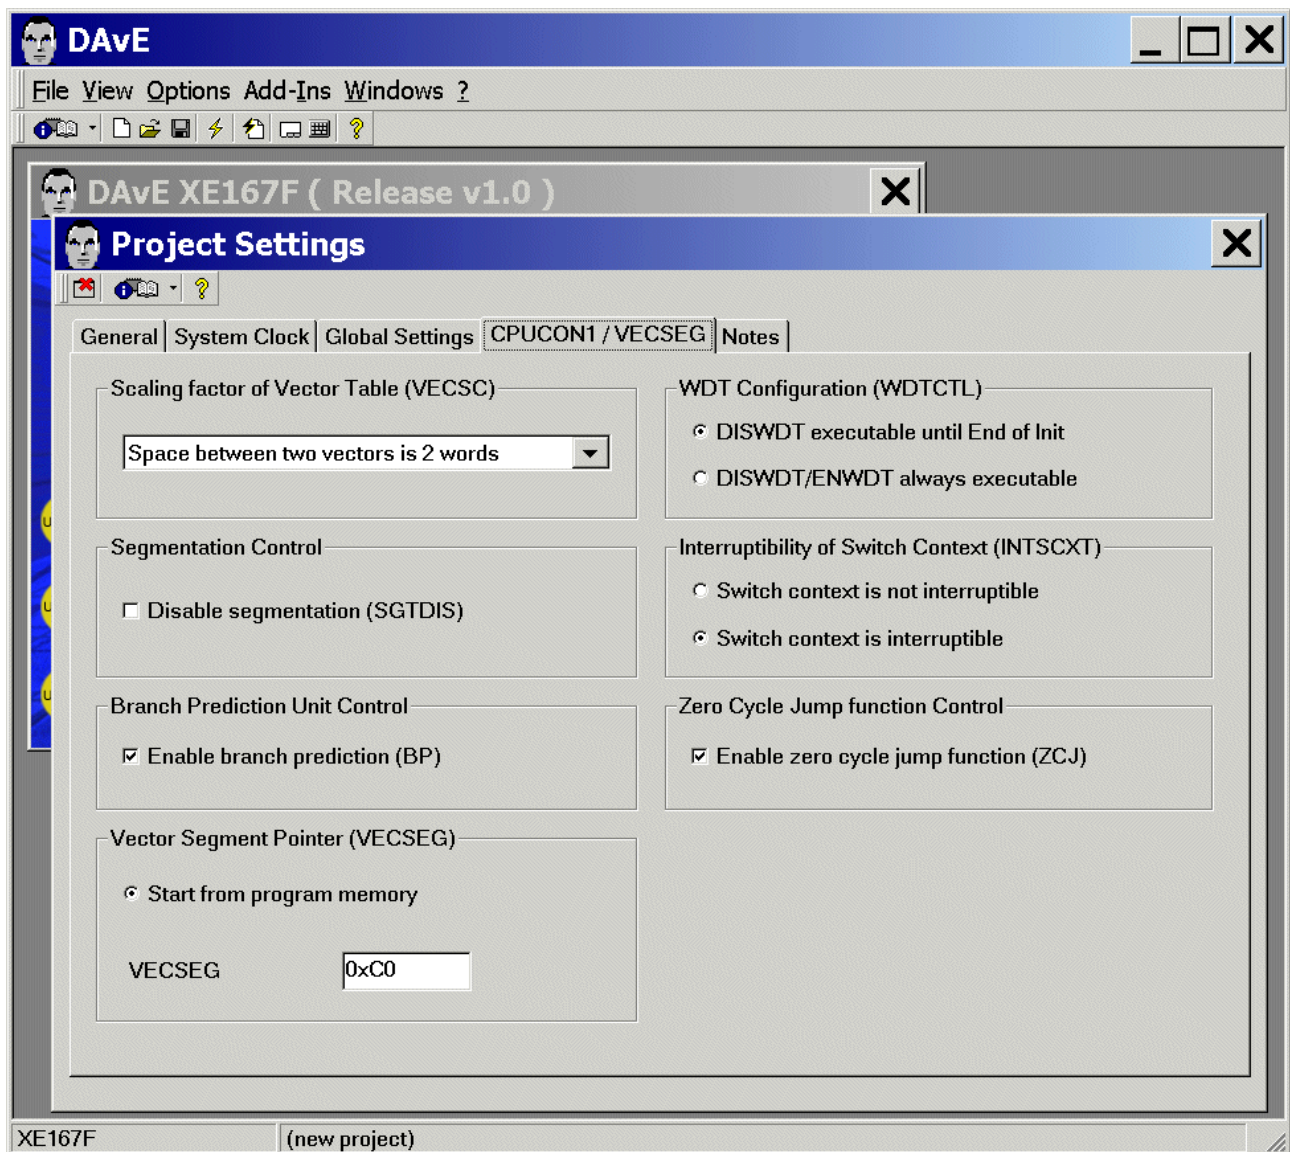 DAvE
File View Options Add-Ins Windows ?
DAvE XE167F ( Release v1.0 )
Project Settings
General System Clock Global Settings CPUCON1 / VECSEG Notes
Scaling factor of Vector Table (VECSC)
Space between two vectors is 2 words
WDT Configuration (WDTCTL)
DISWDT executable until End of Init
DISWDT/ENWDT always executable
Segmentation Control
Disable segmentation (SGTDIS)
Interruptibility of Switch Context (INTSCXT)
Switch context is not interruptible
Switch context is interruptible
Branch Prediction Unit Control
Enable branch prediction (BP)
Zero Cycle Jump function Control
Enable zero cycle jump function (ZCJ)
Vector Segment Pointer (VECSEG)
Start from program memory
VECSEG 0xC0
XE167F (new project)